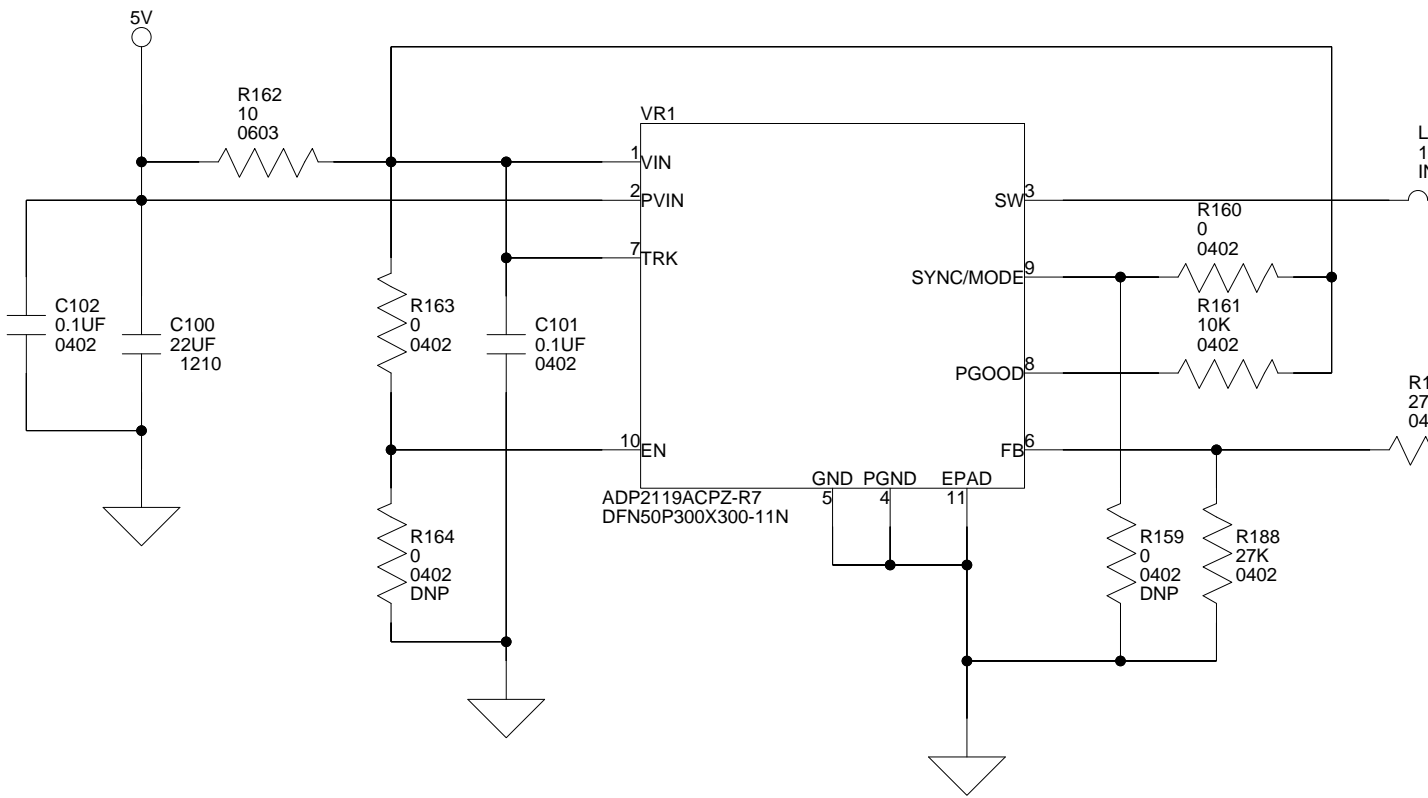 5V
R162
10
0603
VR1
1
VIN
2
PVIN
7
TRK
10
EN
SW
3
SYNC/MODE
9
PGOOD
8
FB
6
GND
PGND
EPAD
5
4
11
ADP2119ACPZ-R7
DFN50P300X300-11N
C102
0.1UF
0402
C100
22UF
1210
R163
0
0402
C101
0.1UF
0402
R164
0
0402
DNP
R160
0
0402
R161
10K
0402
R159
0
0402
DNP
R188
27K
0402